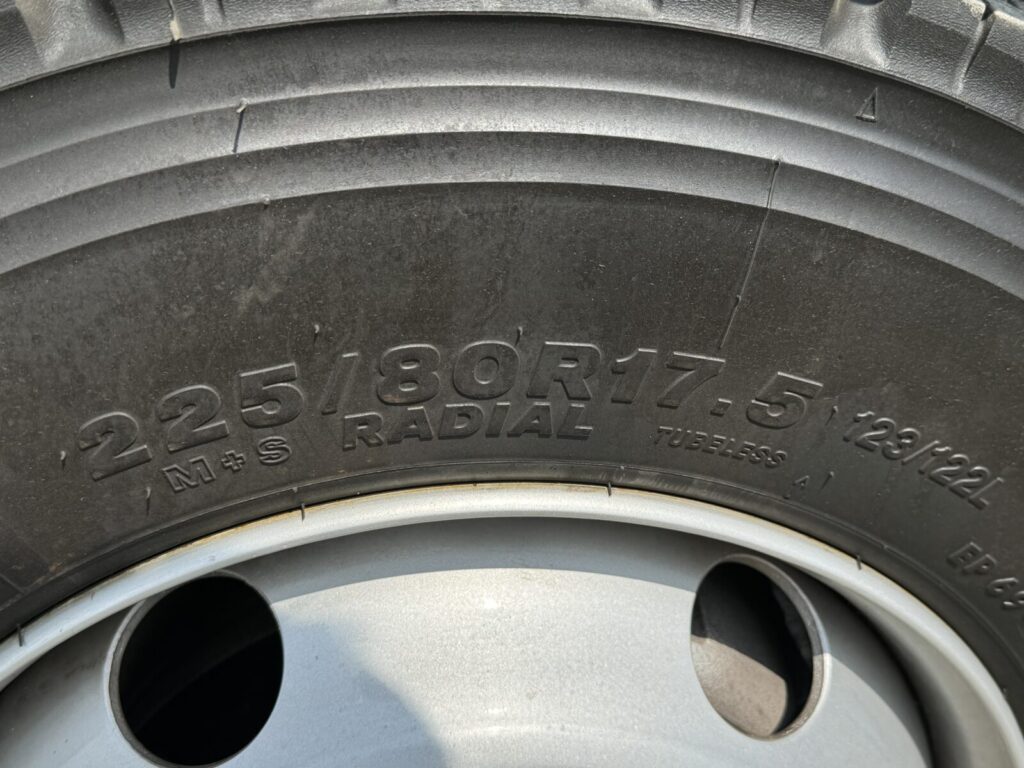 225/80R17.5 123/122L
M+S RADIAL TUBELESS